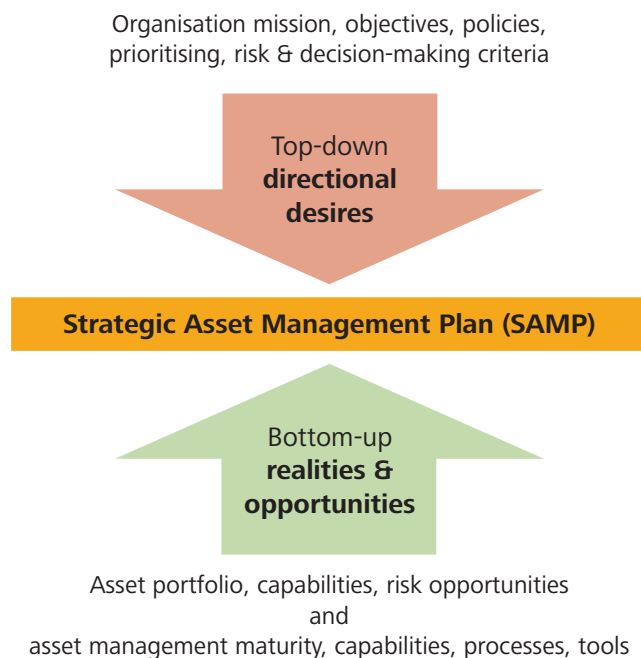 Organisation mission, objectives, policies,
prioritising, risk & decision-making criteria
Top-down
directional
desires
Strategic Asset Management Plan (SAMP)
Bottom-up
realities &
opportunities
Asset portfolio, capabilities, risk opportunities
and
asset management maturity, capabilities, processes, tools